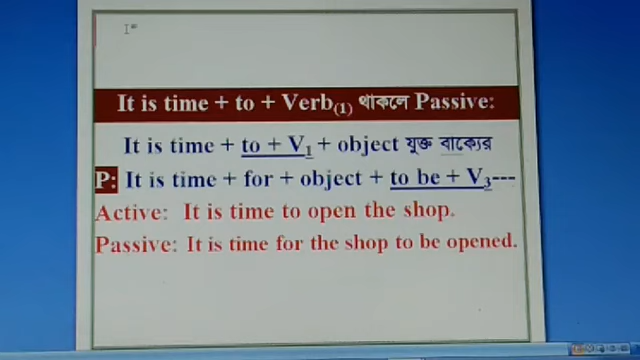 It is time + to + Verb(1) থাকলে Passive:
It is time + to + V1 + object যুক্ত বাক্যের
P: It is time + for + object + to be + V3---
Active: It is time to open the shop.
Passive: It is time for the shop to be opened.